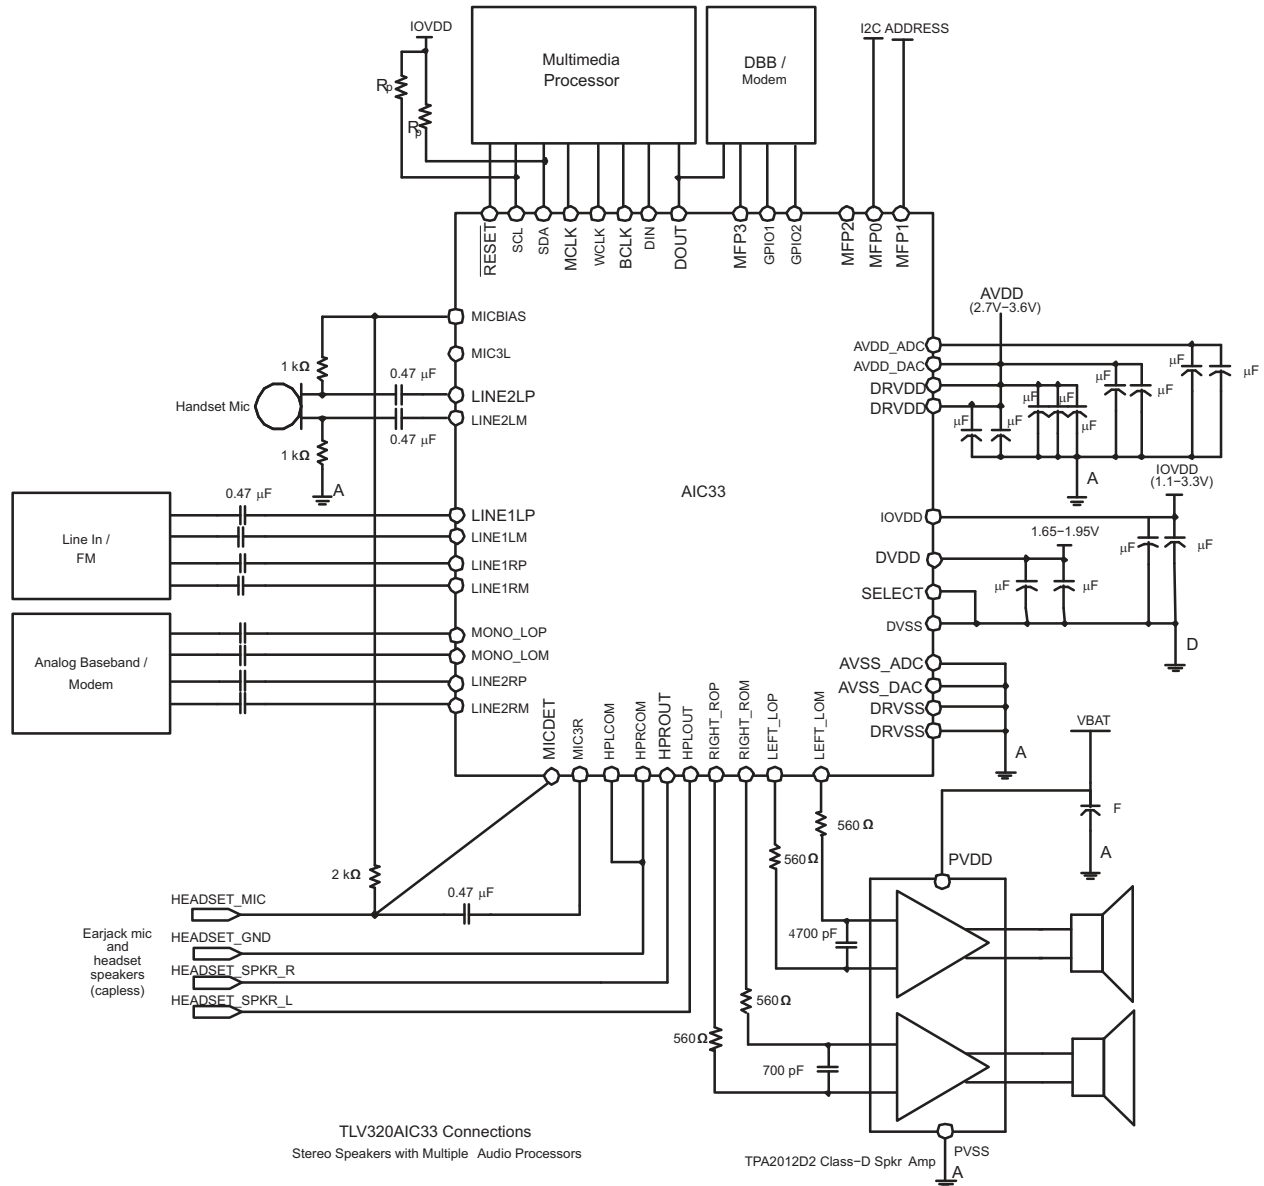 IOVDD
Rp
Rp
Multimedia
Processor
DBB /
Modem
I2C ADDRESS
RESET
SCL
SDA
MCLK
WCLK
BCLK
DIN
DOUT
MFP3
GPIO1
GPIO2
MFP2
MFP0
MFP1
MICBIAS
MIC3L
LINE2LP
LINE2LM
1 kΩ
0.47 μF
Handset Mic
0.47 μF
1 kΩ
A
AVDD
(2.7V−3.6V)
AVDD_ADC
AVDD_DAC
DRVDD
DRVDD
μF
μF
μF
μF
μF
μF
μF
μF
μF
A
AIC33
IOVDD
(1.1−3.3V)
IOVDD
1.65−1.95V
μF
μF
DVDD
μF
μF
SELECT
DVSS
D
0.47 μF
Line In /
FM
LINE1LP
LINE1LM
LINE1RP
LINE1RM
Analog Baseband /
Modem
MONO_LOP
MONO_LOM
LINE2RP
LINE2RM
AVSS_ADC
AVSS_DAC
DRVSS
DRVSS
A
MICDET
MIC3R
HPLCOM
HPRCOM
HPROUT
HPLOUT
RIGHT_ROP
RIGHT_ROM
LEFT_LOP
LEFT_LOM
VBAT
F
A
560 Ω
560Ω
PVDD
2 kΩ
0.47 μF
HEADSET_MIC
HEADSET_GND
HEADSET_SPKR_R
HEADSET_SPKR_L
Earjack mic
and
headset
speakers
(capless)
4700 pF
560Ω
560Ω
700 pF
TLV320AIC33 Connections
Stereo Speakers with Multiple Audio Processors
TPA2012D2 Class−D Spkr Amp
PVSS
A